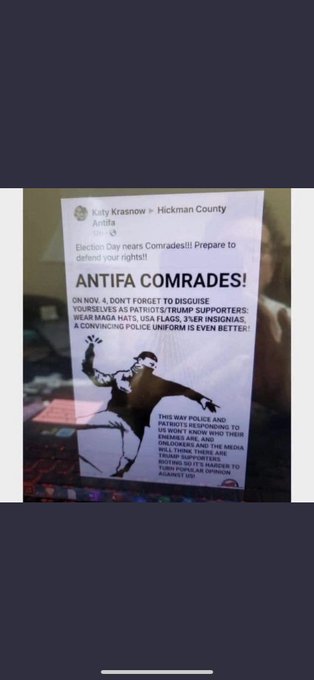 Katy Krasnow ▸ Hickman County
Antifa
Election Day nears Comrades!!! Prepare to
defend your rights!!
ANTIFA COMRADES!
ON NOV. 4, DON'T FORGET TO DISGUISE
YOURSELVES AS PATRIOTS/TRUMP SUPPORTERS:
WEAR MAGA HATS, USA FLAGS, 3%ER INSIGNIAS,
A CONVINCING POLICE UNIFORM IS EVEN BETTER!
THIS WAY POLICE AND
PATRIOTS RESPONDING TO
US WON'T KNOW WHO THEIR
ENEMIES ARE, AND
ONLOOKERS AND THE MEDIA
WILL THINK THERE ARE
TRUMP SUPPORTERS
RIOTING SO IT'S HARDER TO
TURN POPULAR OPINION
AGAINST US!